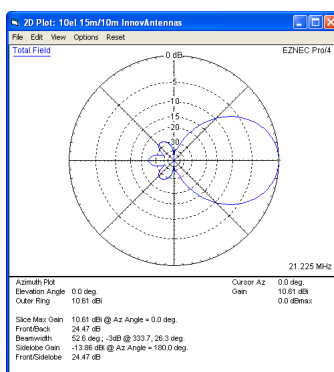 2D Plot: 10el 15m/10m InnovAntennas
File Edit View Options Reset
Total Field
EZNEC Pro/4
0 dB
-5
-10
-15
-20
-30
21.225 MHz
Azimuth Plot
Elevation Angle 0.0 deg.
Outer Ring 10.61 dBi
Cursor Az 0.0 deg.
Gain 10.61 dBi
0.0 dBmax
Slice Max Gain 10.61 dBi @ Az Angle = 0.0 deg.
Front/Back 24.47 dB
Beamwidth 52.6 deg.; -3dB @ 333.7, 26.3 deg.
Sidelobe Gain -13.86 dBi @ Az Angle = 180.0 deg.
Front/Sidelobe 24.47 dB